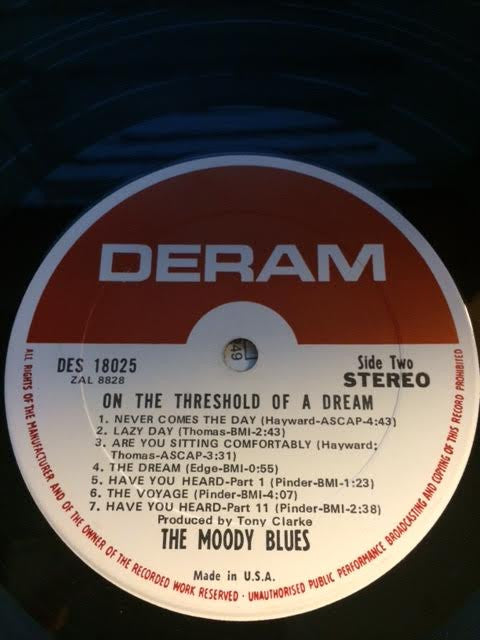 DERAM
DES 18025
ZAL 8828
Side Two
STEREO
ON THE THRESHOLD OF A DREAM
1. NEVER COMES THE DAY (Hayward-ASCAP-4:43)
2. LAZY DAY (Thomas-BMI-2:43)
3. ARE YOU SITTING COMFORTABLY (Hayward;
Thomas-ASCAP-3:31)
4. THE DREAM (Edge-BMI-0:55)
5. HAVE YOU HEARD-Part 1 (Pinder-BMI-1:23)
6. THE VOYAGE (Pinder-BMI-4:07)
7. HAVE YOU HEARD-Part 11 (Pinder-BMI-2:38)
Produced by Tony Clarke
THE MOODY BLUES
Made in U.S.A.
ALL RIGHTS OF THE MANUFACTURER AND OF THE OWNER OF THE RECORDED WORK RESERVED · UNAUTHORISED PUBLIC PERFORMANCE BROADCASTING AND COPYING OF THIS RECORD PROHIBITED